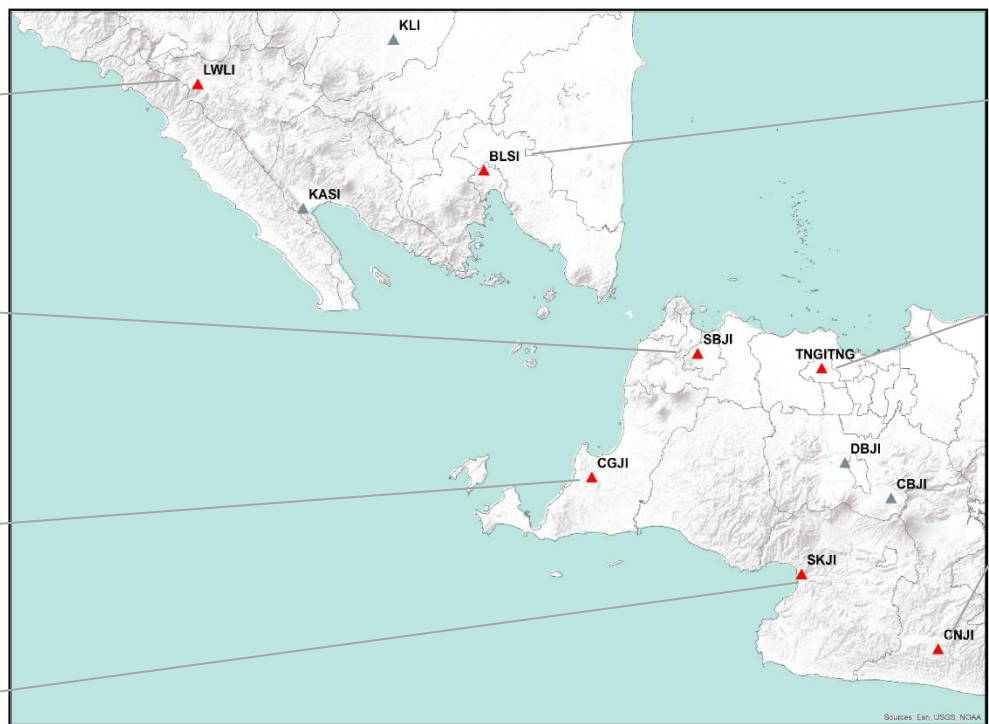 KLI
LWLI
BLSI
KASI
SBJI
TNGITNG
DBJI
CGJI
CBJI
SKJI
CNJI
Sources: Esri, USGS, NOAA